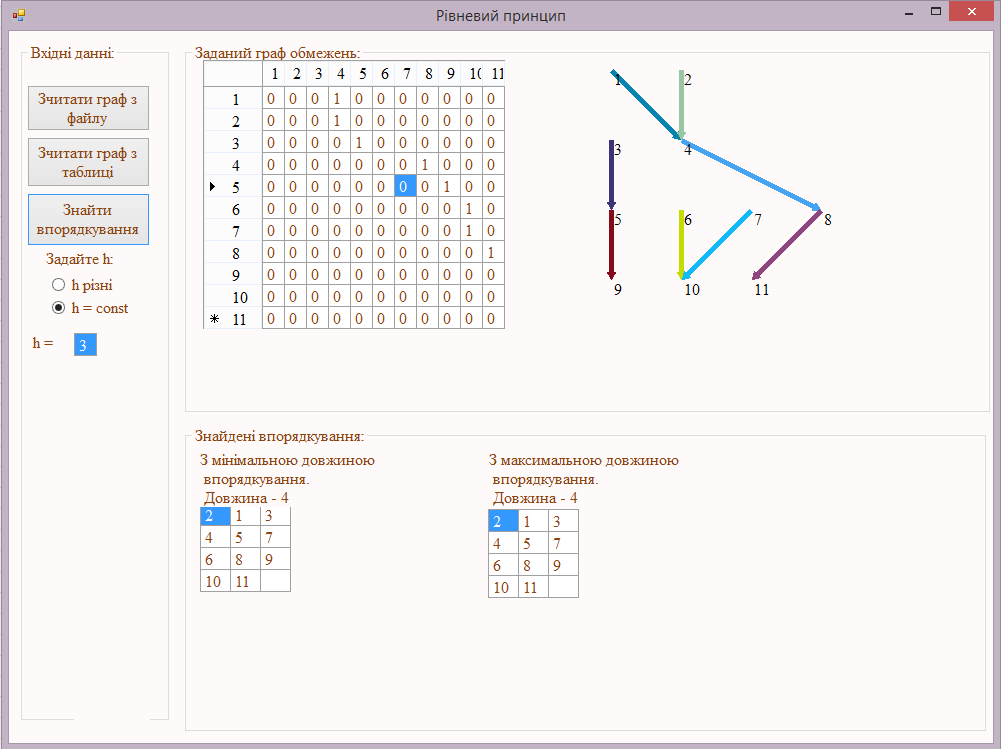 Рівневий принцип
Вхідні данні:
Зчитати граф з
файлу
Зчитати граф з
таблиці
Знайти
впорядкування
Задайте h:
h різні
h = const
h = 3
Заданий граф обмежень:
1 2 3 4 5 6 7 8 9 10 11
1 0 0 0 1 0 0 0 0 0 0 0
2 0 0 0 1 0 0 0 0 0 0 0
3 0 0 0 0 1 0 0 0 0 0 0
4 0 0 0 0 0 0 0 1 0 0 0
5 0 0 0 0 0 0 0 0 1 0 0
6 0 0 0 0 0 0 0 0 0 1 0
7 0 0 0 0 0 0 0 0 0 1 0
8 0 0 0 0 0 0 0 0 0 0 1
9 0 0 0 0 0 0 0 0 0 0 0
10 0 0 0 0 0 0 0 0 0 0 0
* 11 0 0 0 0 0 0 0 0 0 0 0
1 2
3 4
5 6 7 8
9 10 11
Знайдені впорядкування:
З мінімальною довжиною
впорядкування.
Довжина - 4
2 1 3
4 5 7
6 8 9
10 11
З максимальною довжиною
впорядкування.
Довжина - 4
2 1 3
4 5 7
6 8 9
10 11